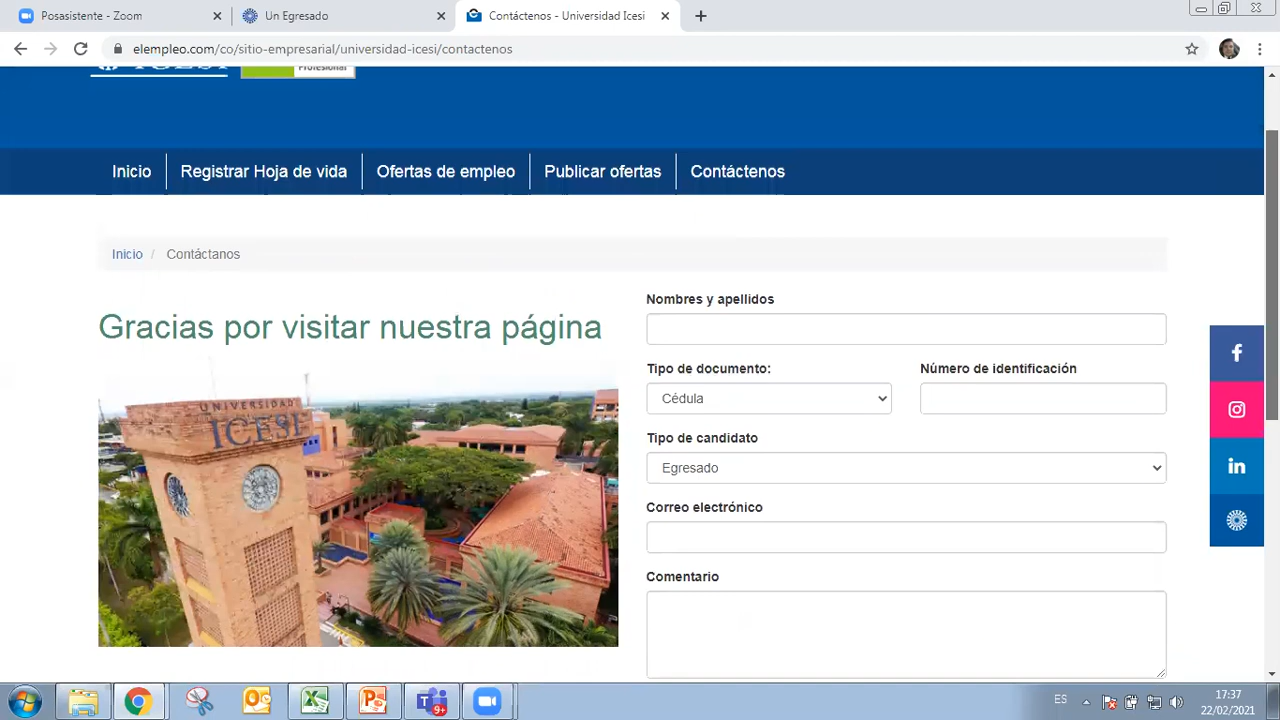 Posasistente - Zoom
Un Egresado
Contáctenos - Universidad Icesi
elempleo.com/co/sitio-empresarial/universidad-icesi/contactenos
ICESI
Profesional
Inicio
Registrar Hoja de vida
Ofertas de empleo
Publicar ofertas
Contáctenos
Inicio / Contáctanos
Gracias por visitar nuestra página
UNIVERSIDAD
ICESI
Nombres y apellidos
Tipo de documento:
Número de identificación
Cédula
Tipo de candidato
Egresado
Correo electrónico
Comentario
9+
ES
17:37
22/02/2021